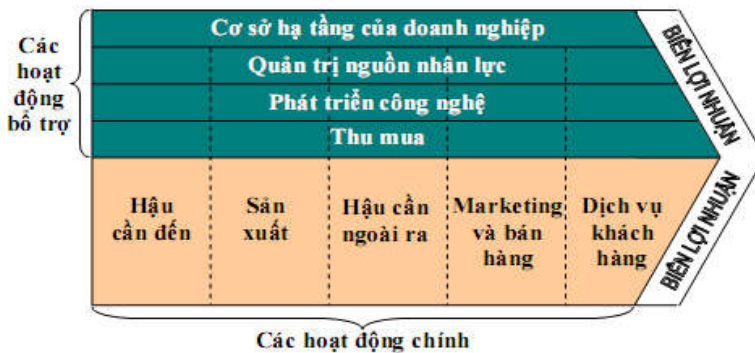 Các
hoạt
động
bổ trợ
Cơ sở hạ tầng của doanh nghiệp
Quản trị nguồn nhân lực
Phát triển công nghệ
Thu mua
BIÊN LỢI NHUẬN
Hậu
cần đến
Sản
xuất
Hậu cần
ngoài ra
Marketing
và bán
hàng
Dịch vụ
khách
hàng
BIÊN LỢI NHUẬN
Các hoạt động chính